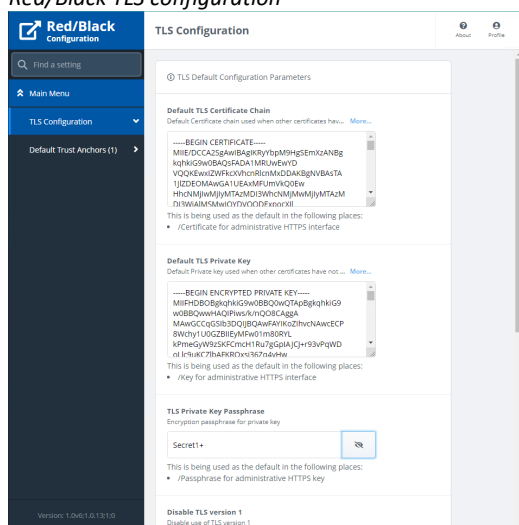 Red/Black TLS configuration
Red/Black
Configuration
TLS Configuration
About
Profile
Find a setting
Main Menu
TLS Configuration
Default Trust Anchors (1)
Version: 1.0v6;1.0.13;1;0
TLS Default Configuration Parameters
Default TLS Certificate Chain
Default Certificate chain used when other certificates hav... More...
-----BEGIN CERTIFICATE-----
MIIE/DCCA2SgAwIBAgIKRyYbpM9HgSEmXzANBg
kqhkiG9w0BAQsFADA1MRUwEwYD
VQQKEwxIZWFkcXVhcnRlcnMxDDAKBgNVBAsTA
1JlZDEOMAwGA1UEAxMFUmVkQ0Ew
HhcNMjIwMjIyMTAzMDI3WhcNMjMwMjIyMTAzM
This is being used as the default in the following places:
• /Certificate for administrative HTTPS interface
Default TLS Private Key
Default Private key used when other certificates have not ... More...
-----BEGIN ENCRYPTED PRIVATE KEY-----
MIIFHDBOBgkqhkiG9w0BBQ0wQTApBgkqhkiG9
w0BBQwwHAQIPiws/k/nQO8CAggA
MAwGCCqGSIb3DQIJBQAwFAYIKoZIhvcNAwcECP
8Wchy1U0GZBIIEyMFw01m80RYL
kPmeGyW9zSKFCmcH1Ru7gGpIAJCj+r93vPqWD
This is being used as the default in the following places:
• /Key for administrative HTTPS interface
TLS Private Key Passphrase
Encryption passphrase for private key
Secret1+
This is being used as the default in the following places:
• /Passphrase for administrative HTTPS key
Disable TLS version 1
Disable use of TLS version 1